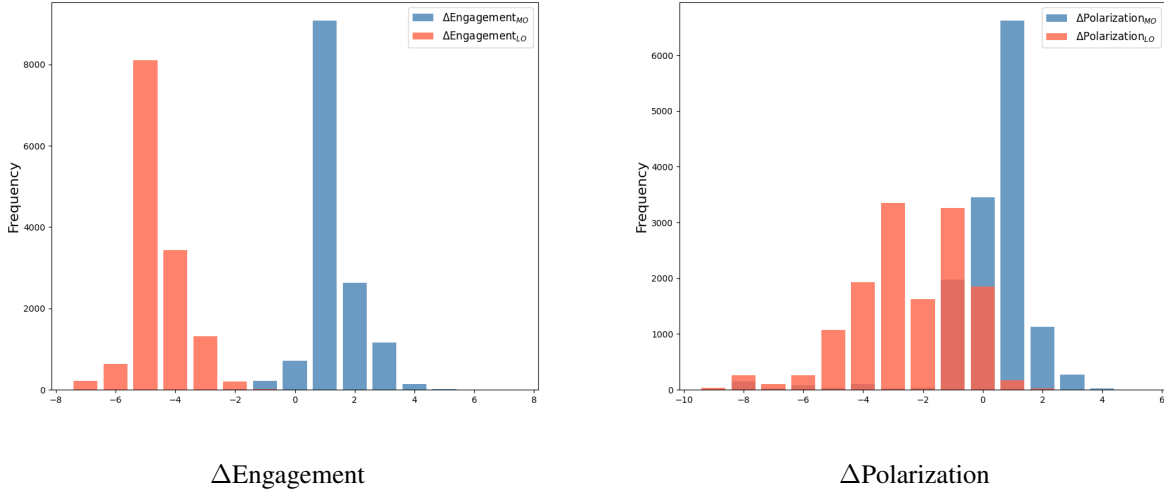 ΔEngagement_MO
ΔEngagement_LO
Frequency
8000
6000
4000
2000
0
−8 −6 −4 −2 0 2 4 6 8
ΔEngagement
ΔPolarization_MO
ΔPolarization_LO
Frequency
6000
5000
4000
3000
2000
1000
0
−10 −8 −6 −4 −2 0 2 4 6
ΔPolarization